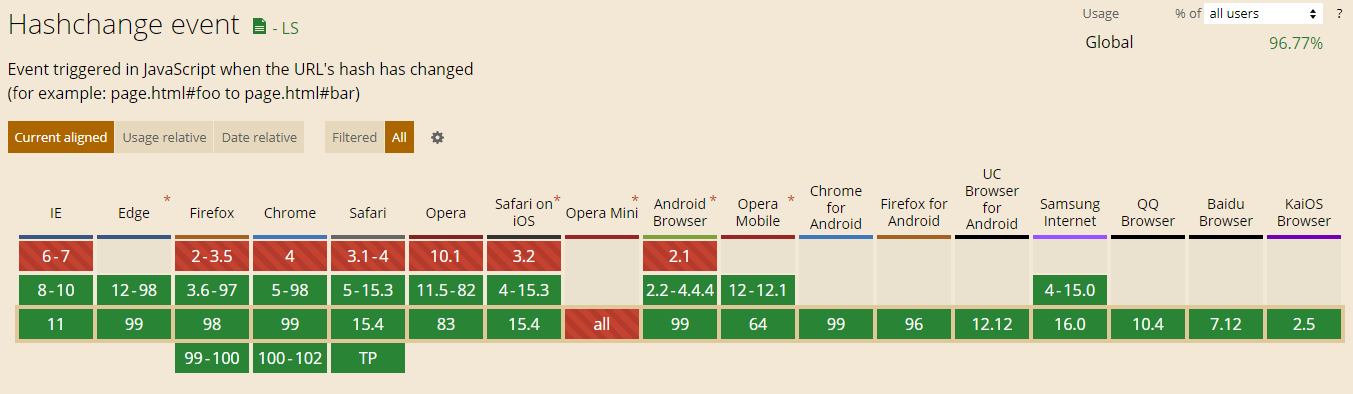 Hashchange event - LS
Usage % of all users ?
Global 96.77%
Event triggered in JavaScript when the URL's hash has changed
(for example: page.html#foo to page.html#bar)
Current aligned Usage relative Date relative Filtered All
IE Edge * Firefox Chrome Safari Opera Safari on iOS * Opera Mini * Android Browser * Opera Mobile * Chrome for Android Firefox for Android UC Browser for Android Samsung Internet QQ Browser Baidu Browser KaiOS Browser
6-7 2-3.5 4 3.1-4 10.1 3.2 2.1
8-10 12-98 3.6-97 5-98 5-15.3 11.5-82 4-15.3 2.2-4.4.4 12-12.1 4-15.0
11 99 98 99 15.4 83 15.4 all 99 64 99 96 12.12 16.0 10.4 7.12 2.5
99-100 100-102 TP